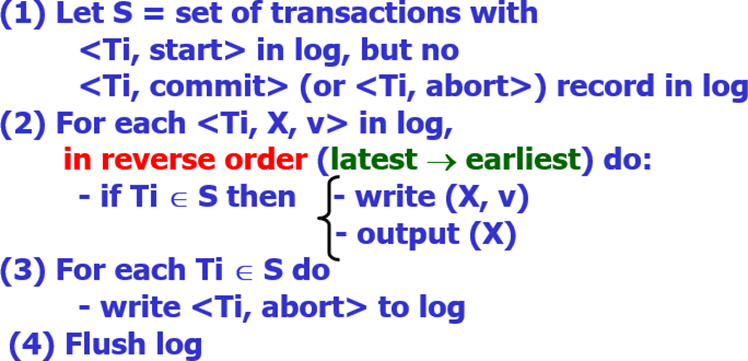 (1) Let S = set of transactions with
<Ti, start> in log, but no
<Ti, commit> (or <Ti, abort>) record in log
(2) For each <Ti, X, v> in log,
in reverse order (latest → earliest) do:
- if Ti ∈ S then - write (X, v)
- output (X)
(3) For each Ti ∈ S do
- write <Ti, abort> to log
(4) Flush log